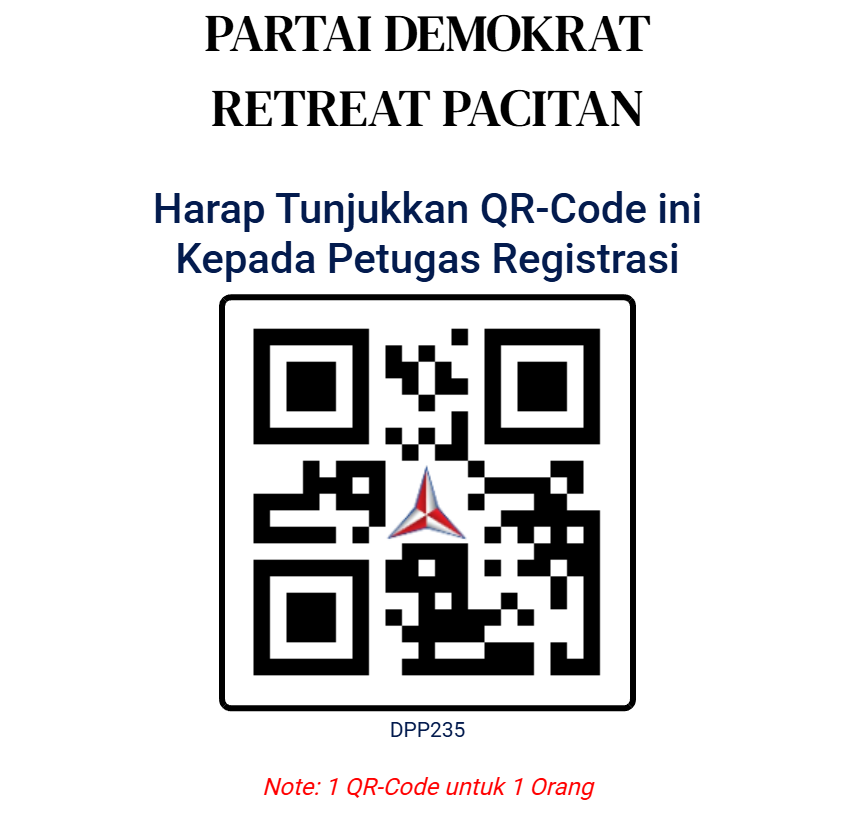 PARTAI DEMOKRAT
RETREAT PACITAN
Harap Tunjukkan QR-Code ini
Kepada Petugas Registrasi
DPP235
Note: 1 QR-Code untuk 1 Orang